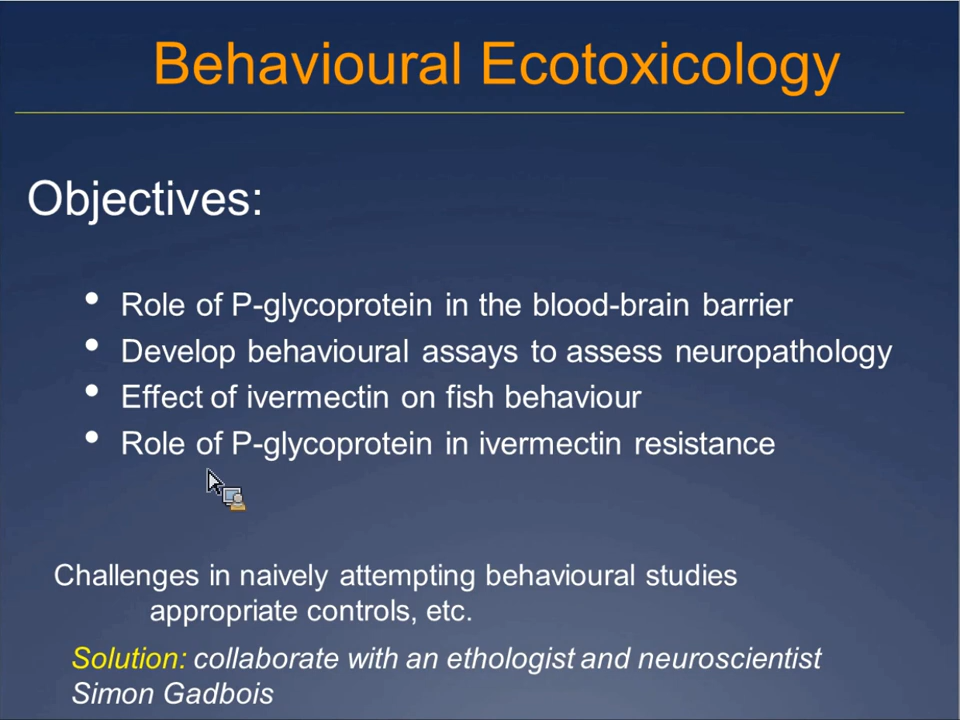 Behavioural Ecotoxicology
Objectives:
• Role of P-glycoprotein in the blood-brain barrier
• Develop behavioural assays to assess neuropathology
• Effect of ivermectin on fish behaviour
• Role of P-glycoprotein in ivermectin resistance
Challenges in naively attempting behavioural studies
appropriate controls, etc.
Solution: collaborate with an ethologist and neuroscientist
Simon Gadbois